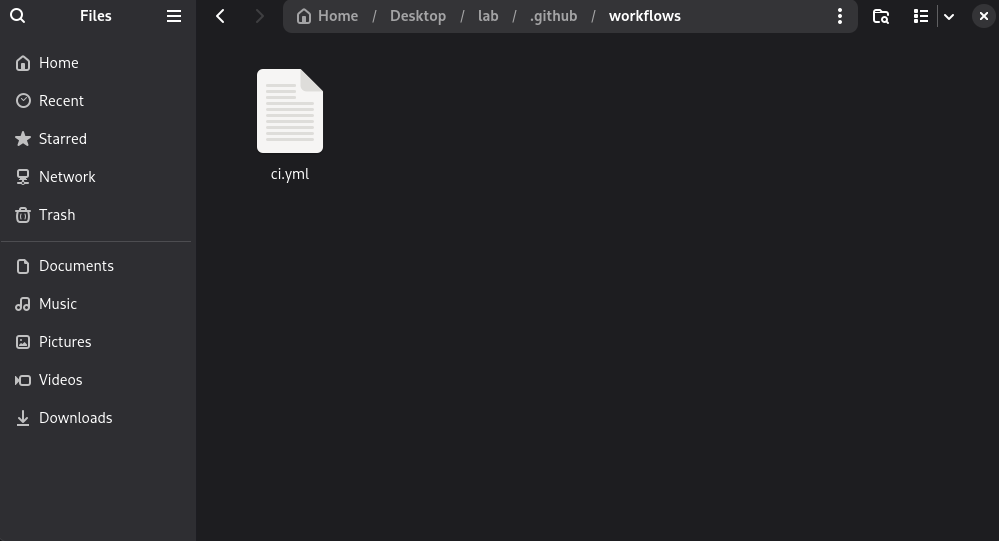 Files
Home / Desktop / lab / .github / workflows
Home
Recent
Starred
Network
Trash
Documents
Music
Pictures
Videos
Downloads
ci.yml